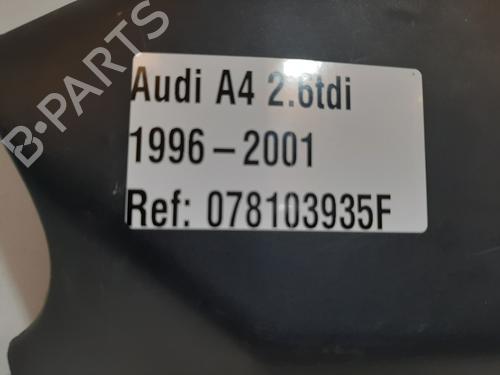 B-PARTS
Audi A4 2.6tdi
1996 – 2001
Ref: 078103935F